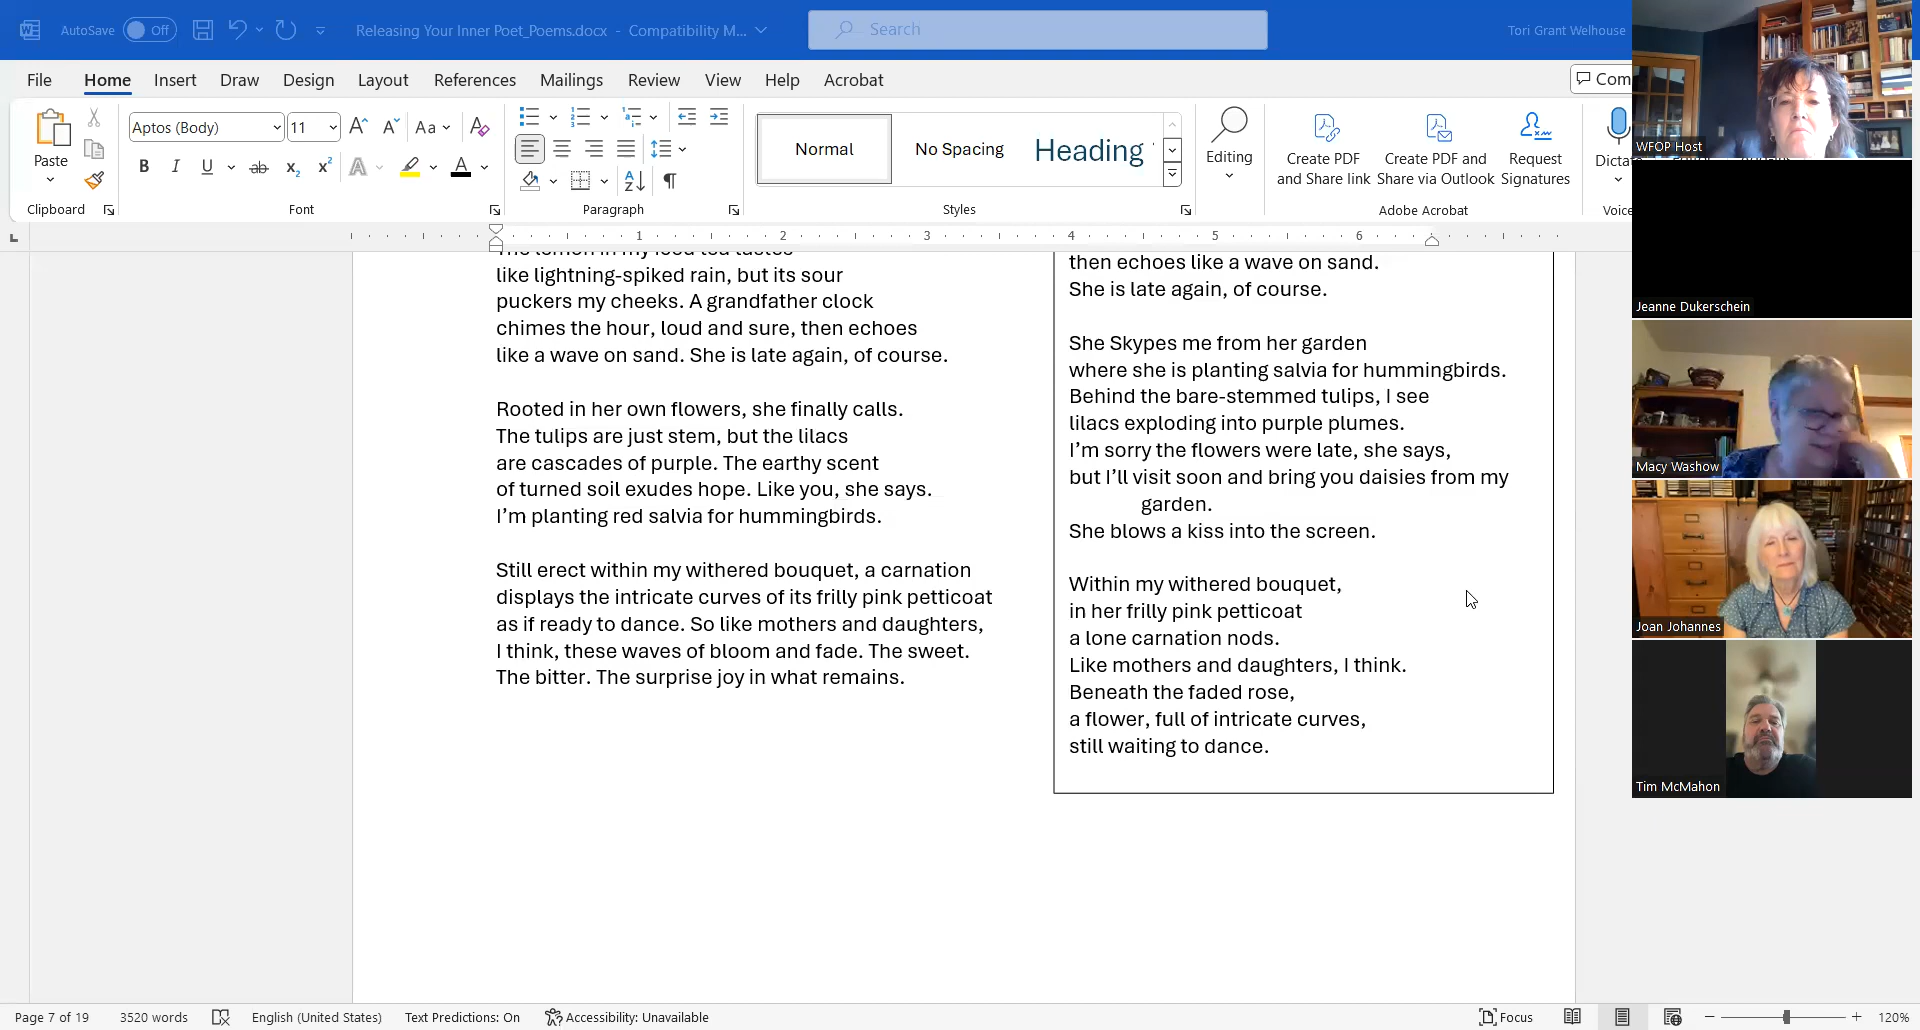 AutoSave Off Releasing Your Inner Poet_Poems.docx - Compatibility M... Search Tori Grant Welhouse
File Home Insert Draw Design Layout References Mailings Review View Help Acrobat Com
Paste
Aptos (Body) 11
Normal No Spacing Heading
Editing
Create PDF and Share link
Create PDF and Share via Outlook
Request Signatures
Dictat
Clipboard Font Paragraph Styles Adobe Acrobat Voice
1 2 3 4 5 6
like lightning-spiked rain, but its sour
puckers my cheeks. A grandfather clock
chimes the hour, loud and sure, then echoes
like a wave on sand. She is late again, of course.
Rooted in her own flowers, she finally calls.
The tulips are just stem, but the lilacs
are cascades of purple. The earthy scent
of turned soil exudes hope. Like you, she says.
I’m planting red salvia for hummingbirds.
Still erect within my withered bouquet, a carnation
displays the intricate curves of its frilly pink petticoat
as if ready to dance. So like mothers and daughters,
I think, these waves of bloom and fade. The sweet.
The bitter. The surprise joy in what remains.
then echoes like a wave on sand.
She is late again, of course.
She Skypes me from her garden
where she is planting salvia for hummingbirds.
Behind the bare-stemmed tulips, I see
lilacs exploding into purple plumes.
I’m sorry the flowers were late, she says,
but I’ll visit soon and bring you daisies from my
garden.
She blows a kiss into the screen.
Within my withered bouquet,
in her frilly pink petticoat
a lone carnation nods.
Like mothers and daughters, I think.
Beneath the faded rose,
a flower, full of intricate curves,
still waiting to dance.
WFOP Host
Jeanne Dukerschein
Macy Washow
Joan Johannes
Tim McMahon
Page 7 of 19 3520 words English (United States) Text Predictions: On Accessibility: Unavailable Focus 120%